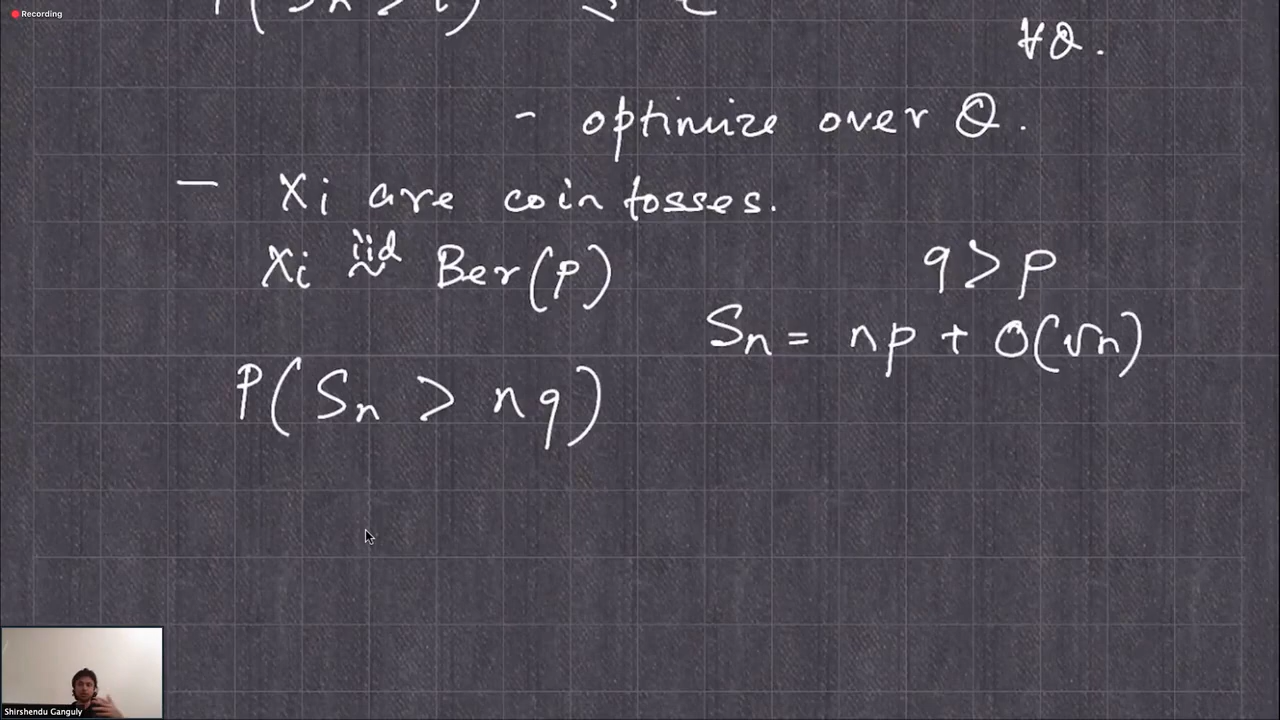 Recording
∀θ.
- optimize over θ.
— Xi are coin tosses.
Xi iid ~ Ber(p)
q > p
Sn = np + O(√n)
P(Sn > nq)
Shirshendu Ganguly